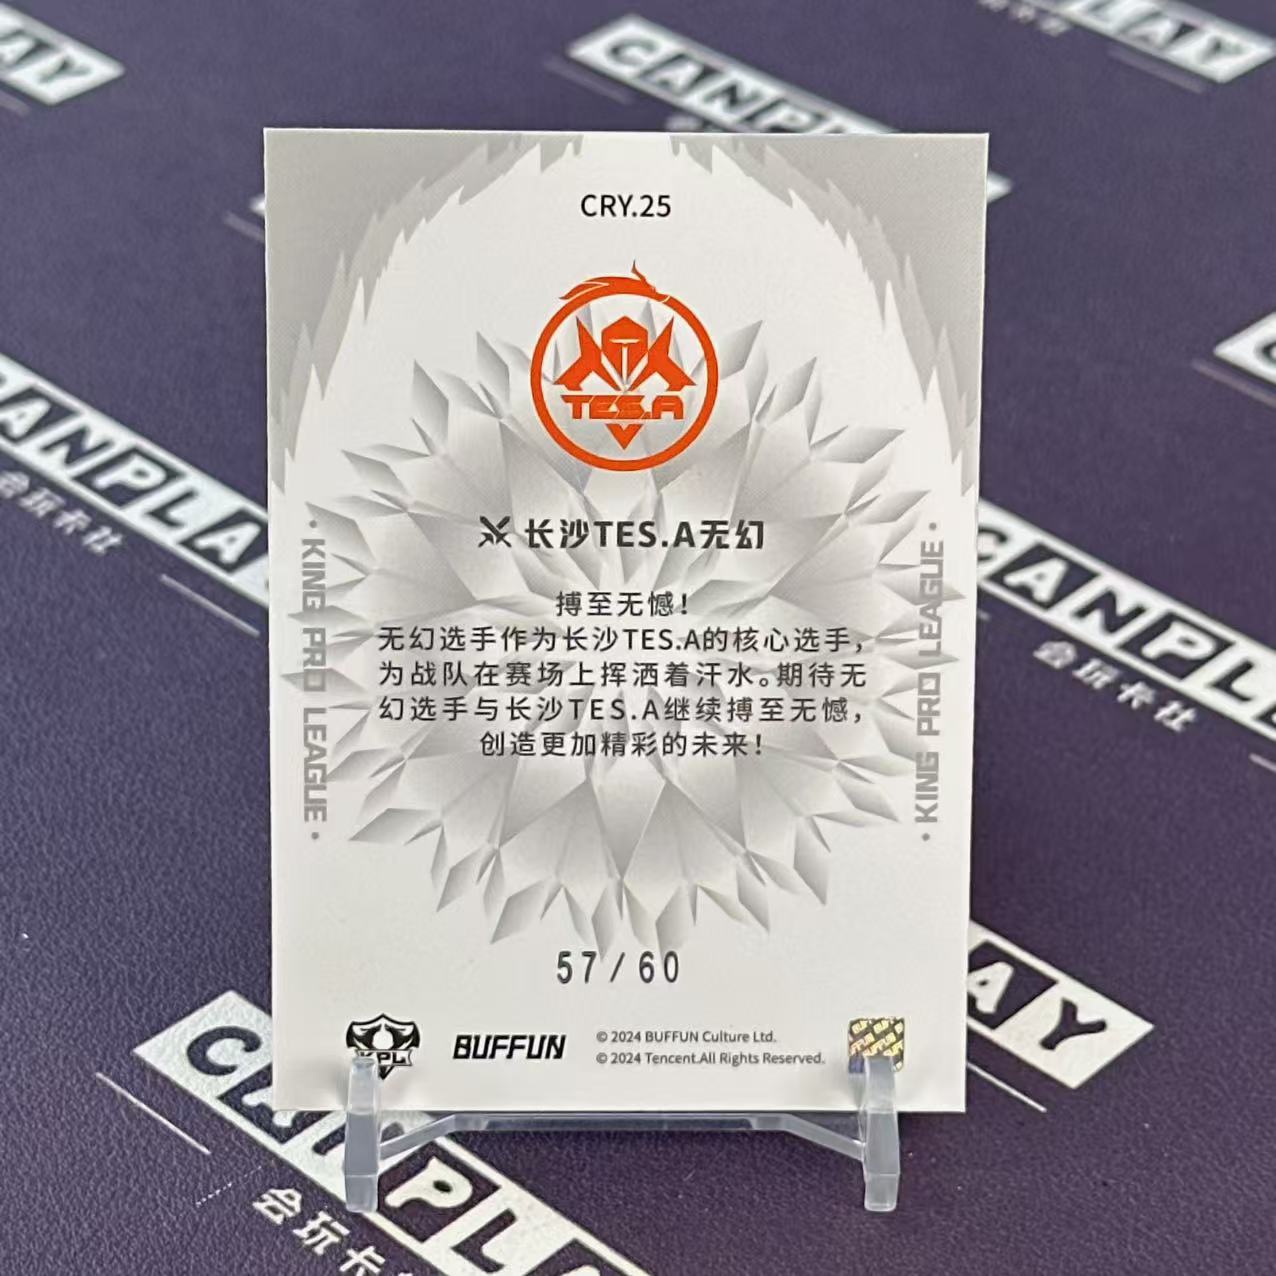 CRY.25
TES.A
长沙TES.A无幻
搏至无憾！
无幻选手作为长沙TES.A的核心选手，
为战队在赛场上挥洒着汗水。期待无
幻选手与长沙TES.A继续搏至无憾，
创造更加精彩的未来！
· KING PRO LEAGUE ·
· KING PRO LEAGUE ·
57/60
KPL
BUFFUN
© 2024 BUFFUN Culture Ltd.
© 2024 Tencent.All Rights Reserved.
BUFFUN
CANPLAY
会玩卡社
CANPLAY
会玩卡社
CANPLAY
会玩卡